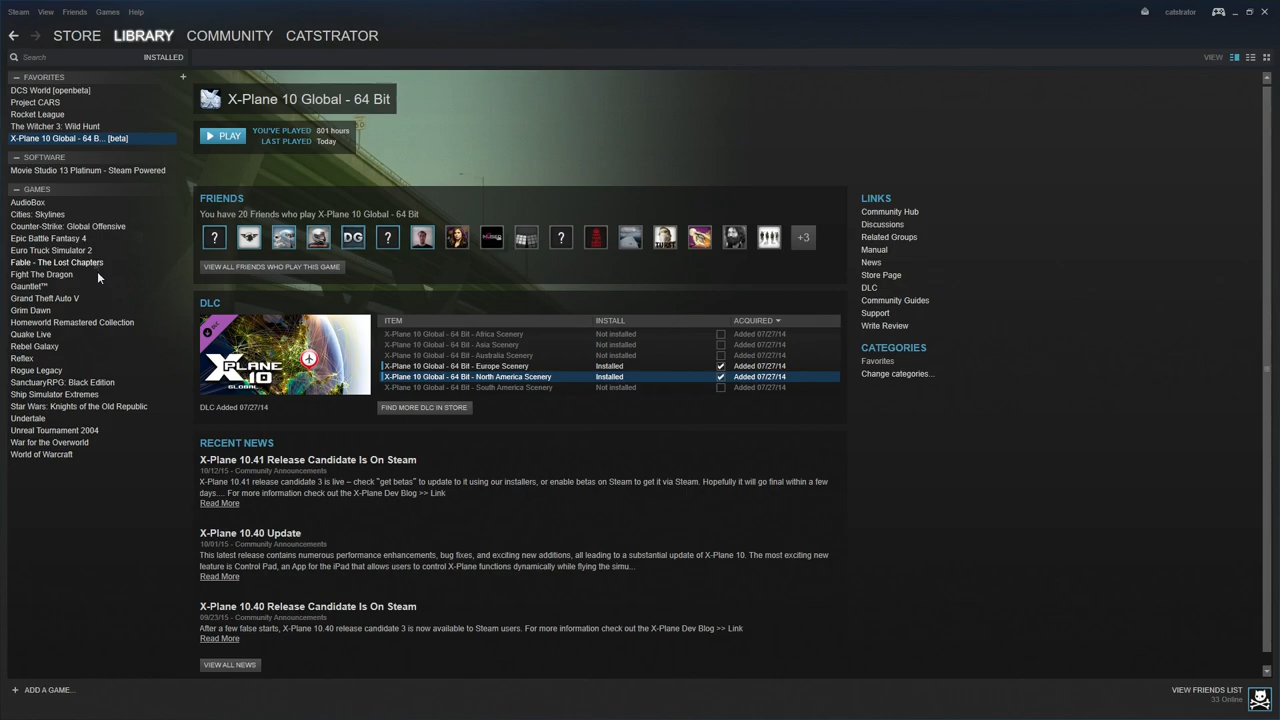 Steam View Friends Games Help
catstrator
STORE LIBRARY COMMUNITY CATSTRATOR
Search INSTALLED
VIEW
FAVORITES
DCS World [openbeta]
Project CARS
Rocket League
The Witcher 3: Wild Hunt
X-Plane 10 Global - 64 B... [beta]
SOFTWARE
Movie Studio 13 Platinum - Steam Powered
GAMES
AudioBox
Cities: Skylines
Counter-Strike: Global Offensive
Epic Battle Fantasy 4
Euro Truck Simulator 2
Fable - The Lost Chapters
Fight The Dragon
Gauntlet™
Grand Theft Auto V
Grim Dawn
Homeworld Remastered Collection
Quake Live
Rebel Galaxy
Reflex
Rogue Legacy
SanctuaryRPG: Black Edition
Ship Simulator Extremes
Star Wars: Knights of the Old Republic
Undertale
Unreal Tournament 2004
War for the Overworld
World of Warcraft
X-Plane 10 Global - 64 Bit
PLAY
YOU'VE PLAYED 801 hours
LAST PLAYED Today
FRIENDS
You have 20 Friends who play X-Plane 10 Global - 64 Bit
? DG ? ? +3
VIEW ALL FRIENDS WHO PLAY THIS GAME
DLC
X PLANE 10
GLOBAL
DLC Added 07/27/14
ITEM INSTALL ACQUIRED
X-Plane 10 Global - 64 Bit - Africa Scenery Not installed Added 07/27/14
X-Plane 10 Global - 64 Bit - Asia Scenery Not installed Added 07/27/14
X-Plane 10 Global - 64 Bit - Australia Scenery Not installed Added 07/27/14
X-Plane 10 Global - 64 Bit - Europe Scenery Installed Added 07/27/14
X-Plane 10 Global - 64 Bit - North America Scenery Installed Added 07/27/14
X-Plane 10 Global - 64 Bit - South America Scenery Not installed Added 07/27/14
FIND MORE DLC IN STORE
RECENT NEWS
X-Plane 10.41 Release Candidate Is On Steam
10/12/15 - Community Announcements
X-Plane 10.41 release candidate 3 is live – check "get betas" to update to it using our installers, or enable betas on Steam to get it via Steam. Hopefully it will go final within a few
days.... For more information check out the X-Plane Dev Blog >> Link
Read More
X-Plane 10.40 Update
10/01/15 - Community Announcements
This latest release contains numerous performance enhancements, bug fixes, and exciting new additions, all leading to a substantial update of X-Plane 10. The most exciting new
feature is Control Pad, an App for the iPad that allows users to control X-Plane functions dynamically while flying the simu...
Read More
X-Plane 10.40 Release Candidate Is On Steam
09/23/15 - Community Announcements
After a few false starts, X-Plane 10.40 release candidate 3 is now available to Steam users. For more information check out the X-Plane Dev Blog >> Link
Read More
VIEW ALL NEWS
LINKS
Community Hub
Discussions
Related Groups
Manual
News
Store Page
DLC
Community Guides
Support
Write Review
CATEGORIES
Favorites
Change categories...
ADD A GAME...
VIEW FRIENDS LIST
33 Online